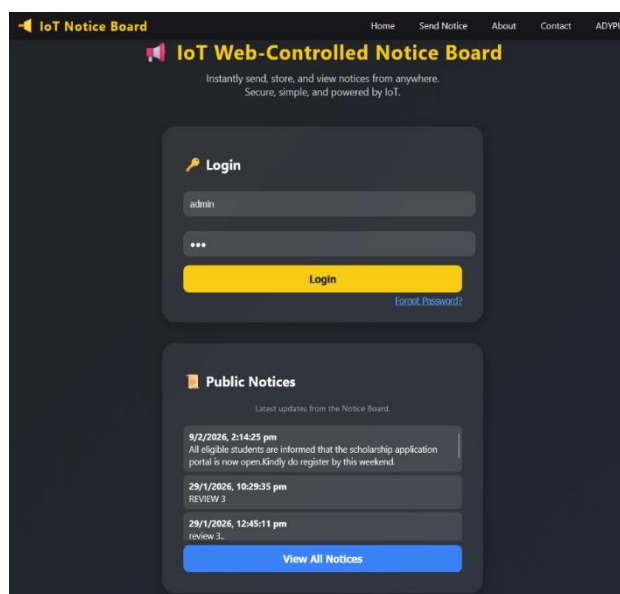 IoT Notice Board
Home Send Notice About Contact ADYPU
IoT Web-Controlled Notice Board
Instantly send, store, and view notices from anywhere.
Secure, simple, and powered by IoT.
Login
admin
•••
Login
Forgot Password?
Public Notices
Latest updates from the Notice Board.
9/2/2026, 2:14:25 pm
All eligible students are informed that the scholarship application
portal is now open.Kindly do register by this weekend.
29/1/2026, 10:29:35 pm
REVIEW 3
29/1/2026, 12:45:11 pm
review 3..
View All Notices